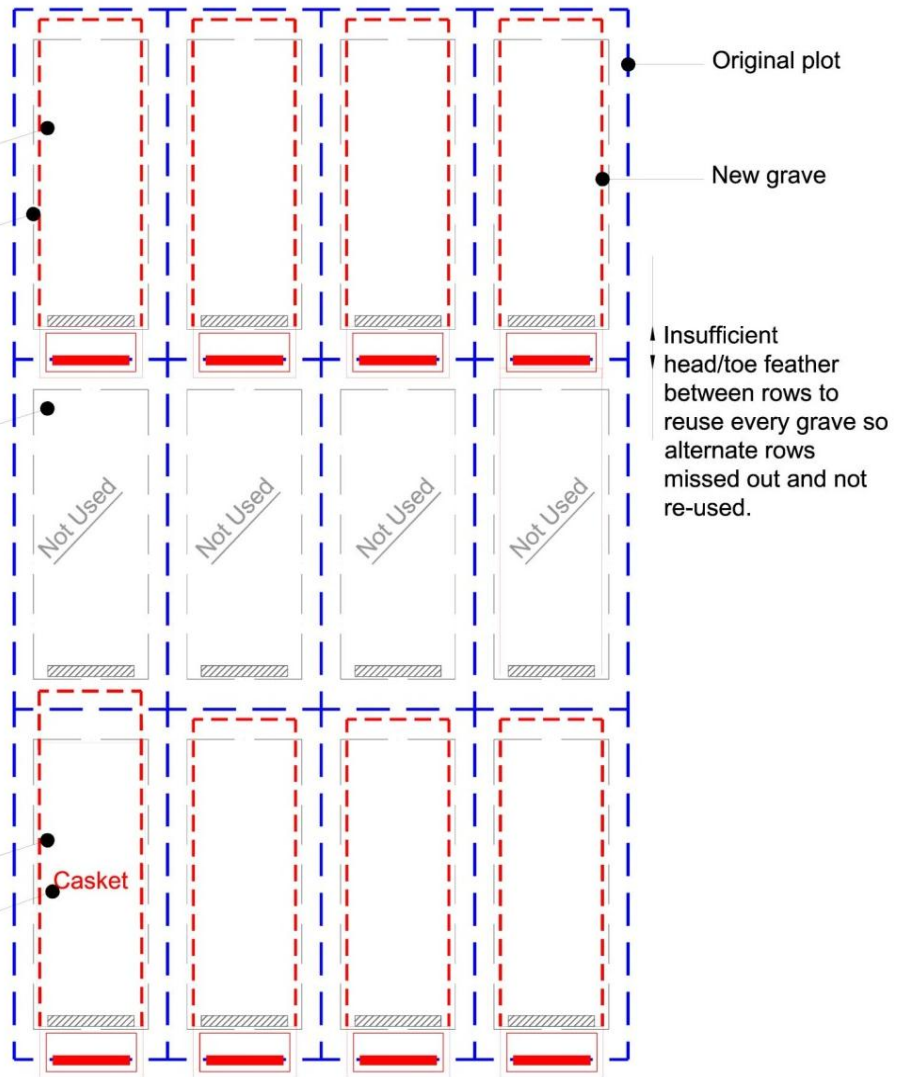 Original plot
New grave
Insufficient
head/toe feather
between rows to
reuse every grave so
alternate rows
missed out and not
re-used.
Not Used
Not Used
Not Used
Not Used
Casket